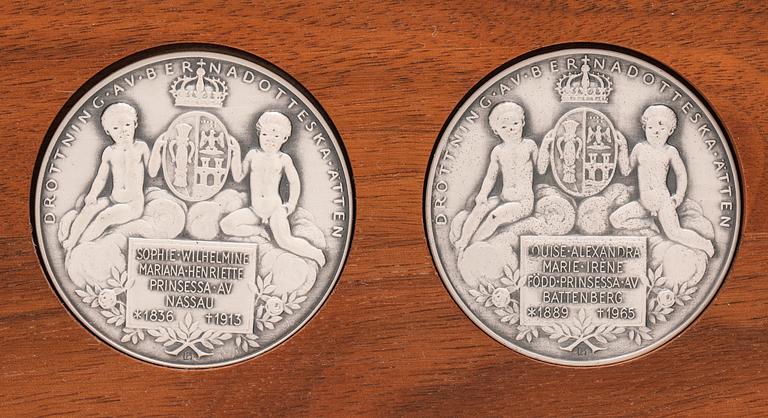 DROTTNING·AV·BERNADOTTESKA·ÄTTEN
SOPHIE·WILHELMINE
MARIANA·HENRIETTE
PRINSESSA·AV
NASSAU
*1836 †1913
DROTTNING·AV·BERNADOTTESKA·ÄTTEN
LOUISE·ALEXANDRA
MARIE·IRÈNE
FÖDD·PRINSESSA·AV
BATTENBERG
*1889 †1965